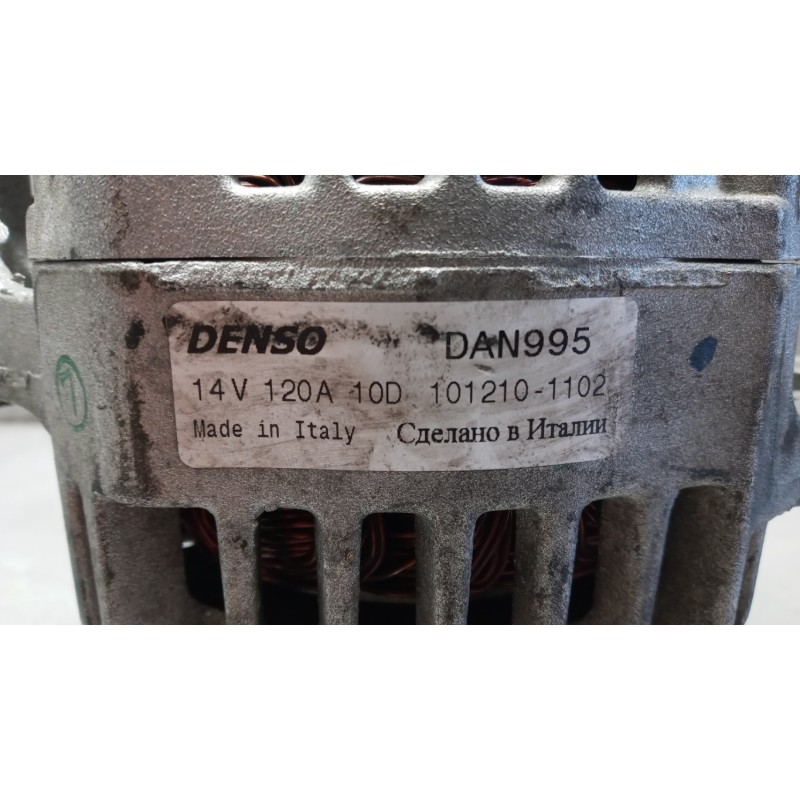 DENSO DAN995
14V 120A 10D 101210-1102
Made in Italy Сделано в Италии